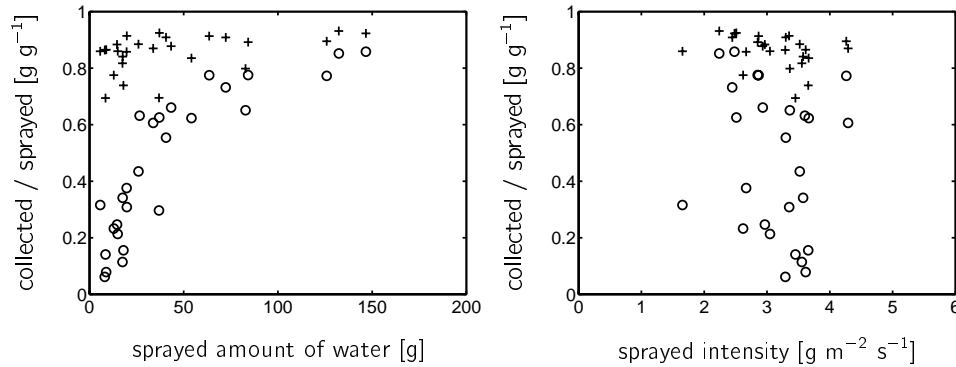 collected / sprayed [g g⁻¹]
1
0.8
0.6
0.4
0.2
0
0 50 100 150 200
sprayed amount of water [g]
collected / sprayed [g g⁻¹]
1
0.8
0.6
0.4
0.2
0
0 1 2 3 4 5 6
sprayed intensity [g m⁻² s⁻¹]